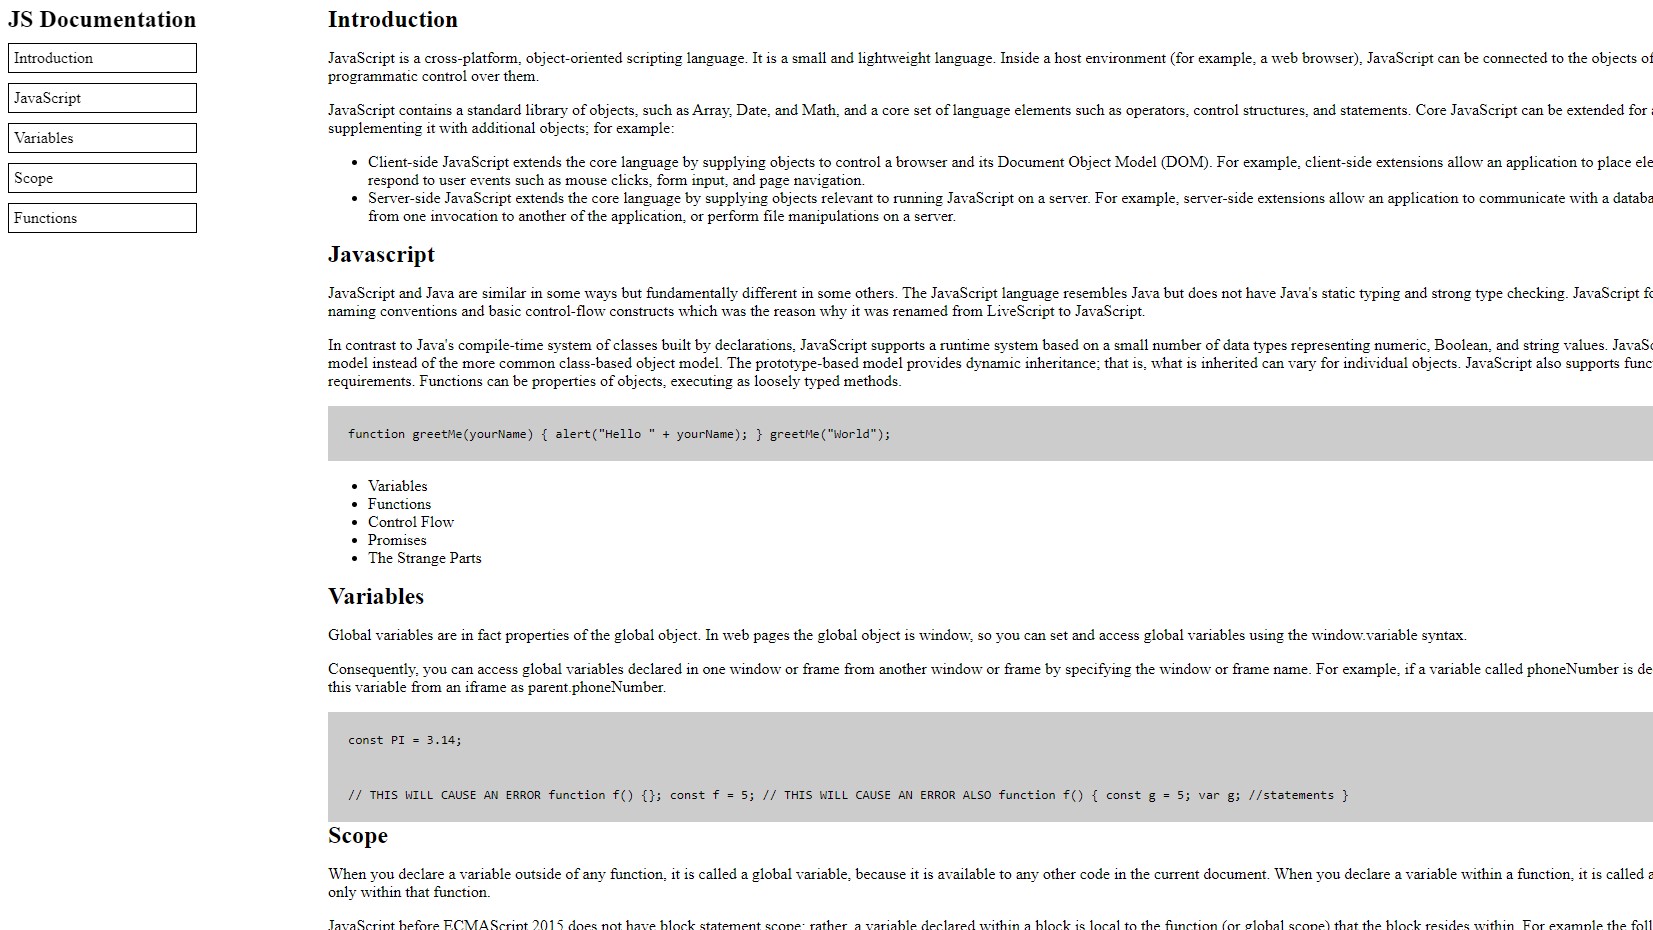 JS Documentation
Introduction
JavaScript
Variables
Scope
Functions
Introduction
JavaScript is a cross-platform, object-oriented scripting language. It is a small and lightweight language. Inside a host environment (for example, a web browser), JavaScript can be connected to the objects of
programmatic control over them.
JavaScript contains a standard library of objects, such as Array, Date, and Math, and a core set of language elements such as operators, control structures, and statements. Core JavaScript can be extended for
supplementing it with additional objects; for example:
• Client-side JavaScript extends the core language by supplying objects to control a browser and its Document Object Model (DOM). For example, client-side extensions allow an application to place
respond to user events such as mouse clicks, form input, and page navigation.
• Server-side JavaScript extends the core language by supplying objects relevant to running JavaScript on a server. For example, server-side extensions allow an application to communicate with a
from one invocation to another of the application, or perform file manipulations on a server.
Javascript
JavaScript and Java are similar in some ways but fundamentally different in some others. The JavaScript language resembles Java but does not have Java's static typing and strong type checking. JavaScript
naming conventions and basic control-flow constructs which was the reason why it was renamed from LiveScript to JavaScript.
In contrast to Java's compile-time system of classes built by declarations, JavaScript supports a runtime system based on a small number of data types representing numeric, Boolean, and string values.
model instead of the more common class-based object model. The prototype-based model provides dynamic inheritance; that is, what is inherited can vary for individual objects. JavaScript also supports
requirements. Functions can be properties of objects, executing as loosely typed methods.
function greetMe(yourName) { alert("Hello " + yourName); } greetMe("World");
• Variables
• Functions
• Control Flow
• Promises
• The Strange Parts
Variables
Global variables are in fact properties of the global object. In web pages the global object is window, so you can set and access global variables using the window.variable syntax.
Consequently, you can access global variables declared in one window or frame from another window or frame by specifying the window or frame name. For example, if a variable called phoneNumber is
this variable from an iframe as parent.phoneNumber.
const PI = 3.14;
// THIS WILL CAUSE AN ERROR function f() {}; const f = 5; // THIS WILL CAUSE AN ERROR ALSO function f() { const g = 5; var g; //statements }
Scope
When you declare a variable outside of any function, it is called a global variable, because it is available to any other code in the current document. When you declare a variable within a function, it is called a
only within that function.
JavaScript before ECMAScript 2015 does not have block statement scope; rather, a variable declared within a block is local to the function (or global scope) that the block resides within. For example the